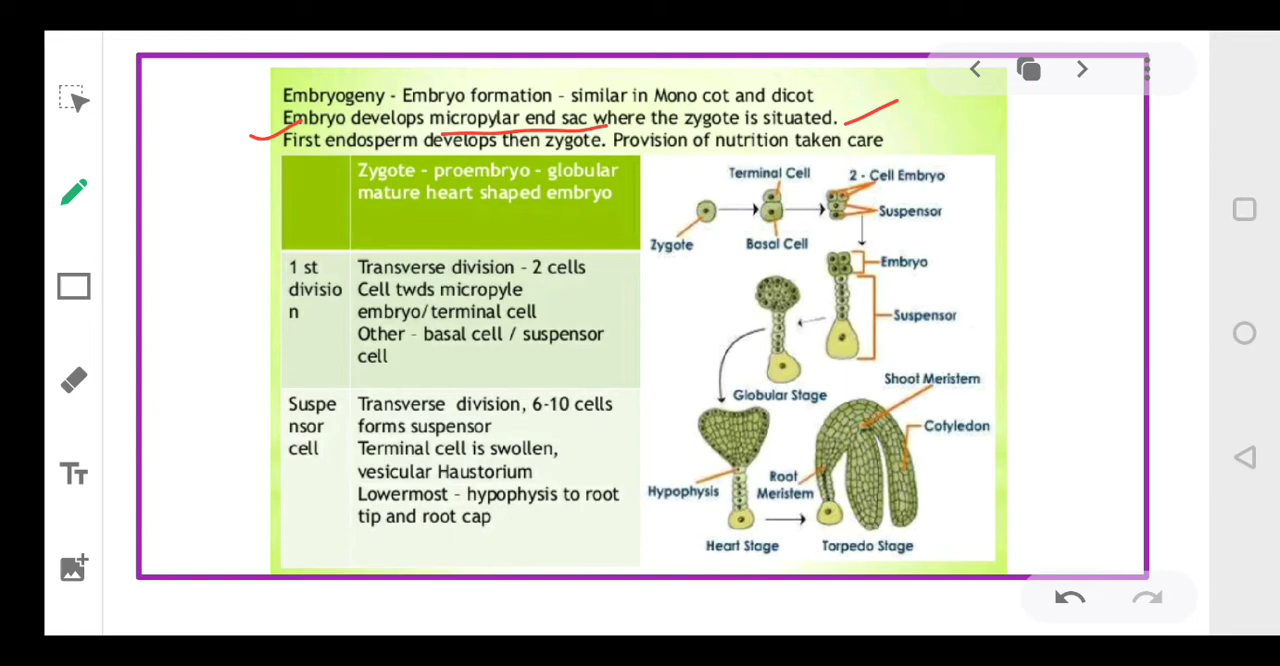 Embryogeny - Embryo formation - similar in Mono cot and dicot
Embryo develops micropylar end sac where the zygote is situated.
First endosperm develops then zygote. Provision of nutrition taken care
Zygote - proembryo - globular
mature heart shaped embryo
1 st
divisio
n
Transverse division - 2 cells
Cell twds micropyle
embryo/terminal cell
Other - basal cell / suspensor
cell
Suspe
nsor
cell
Transverse division, 6-10 cells
forms suspensor
Terminal cell is swollen,
vesicular Haustorium
Lowermost - hypophysis to root
tip and root cap
Terminal Cell
2 - Cell Embryo
Suspensor
Zygote
Basal Cell
Embryo
Suspensor
Globular Stage
Shoot Meristem
Cotyledon
Hypophysis
Root
Meristem
Heart Stage
Torpedo Stage
TT